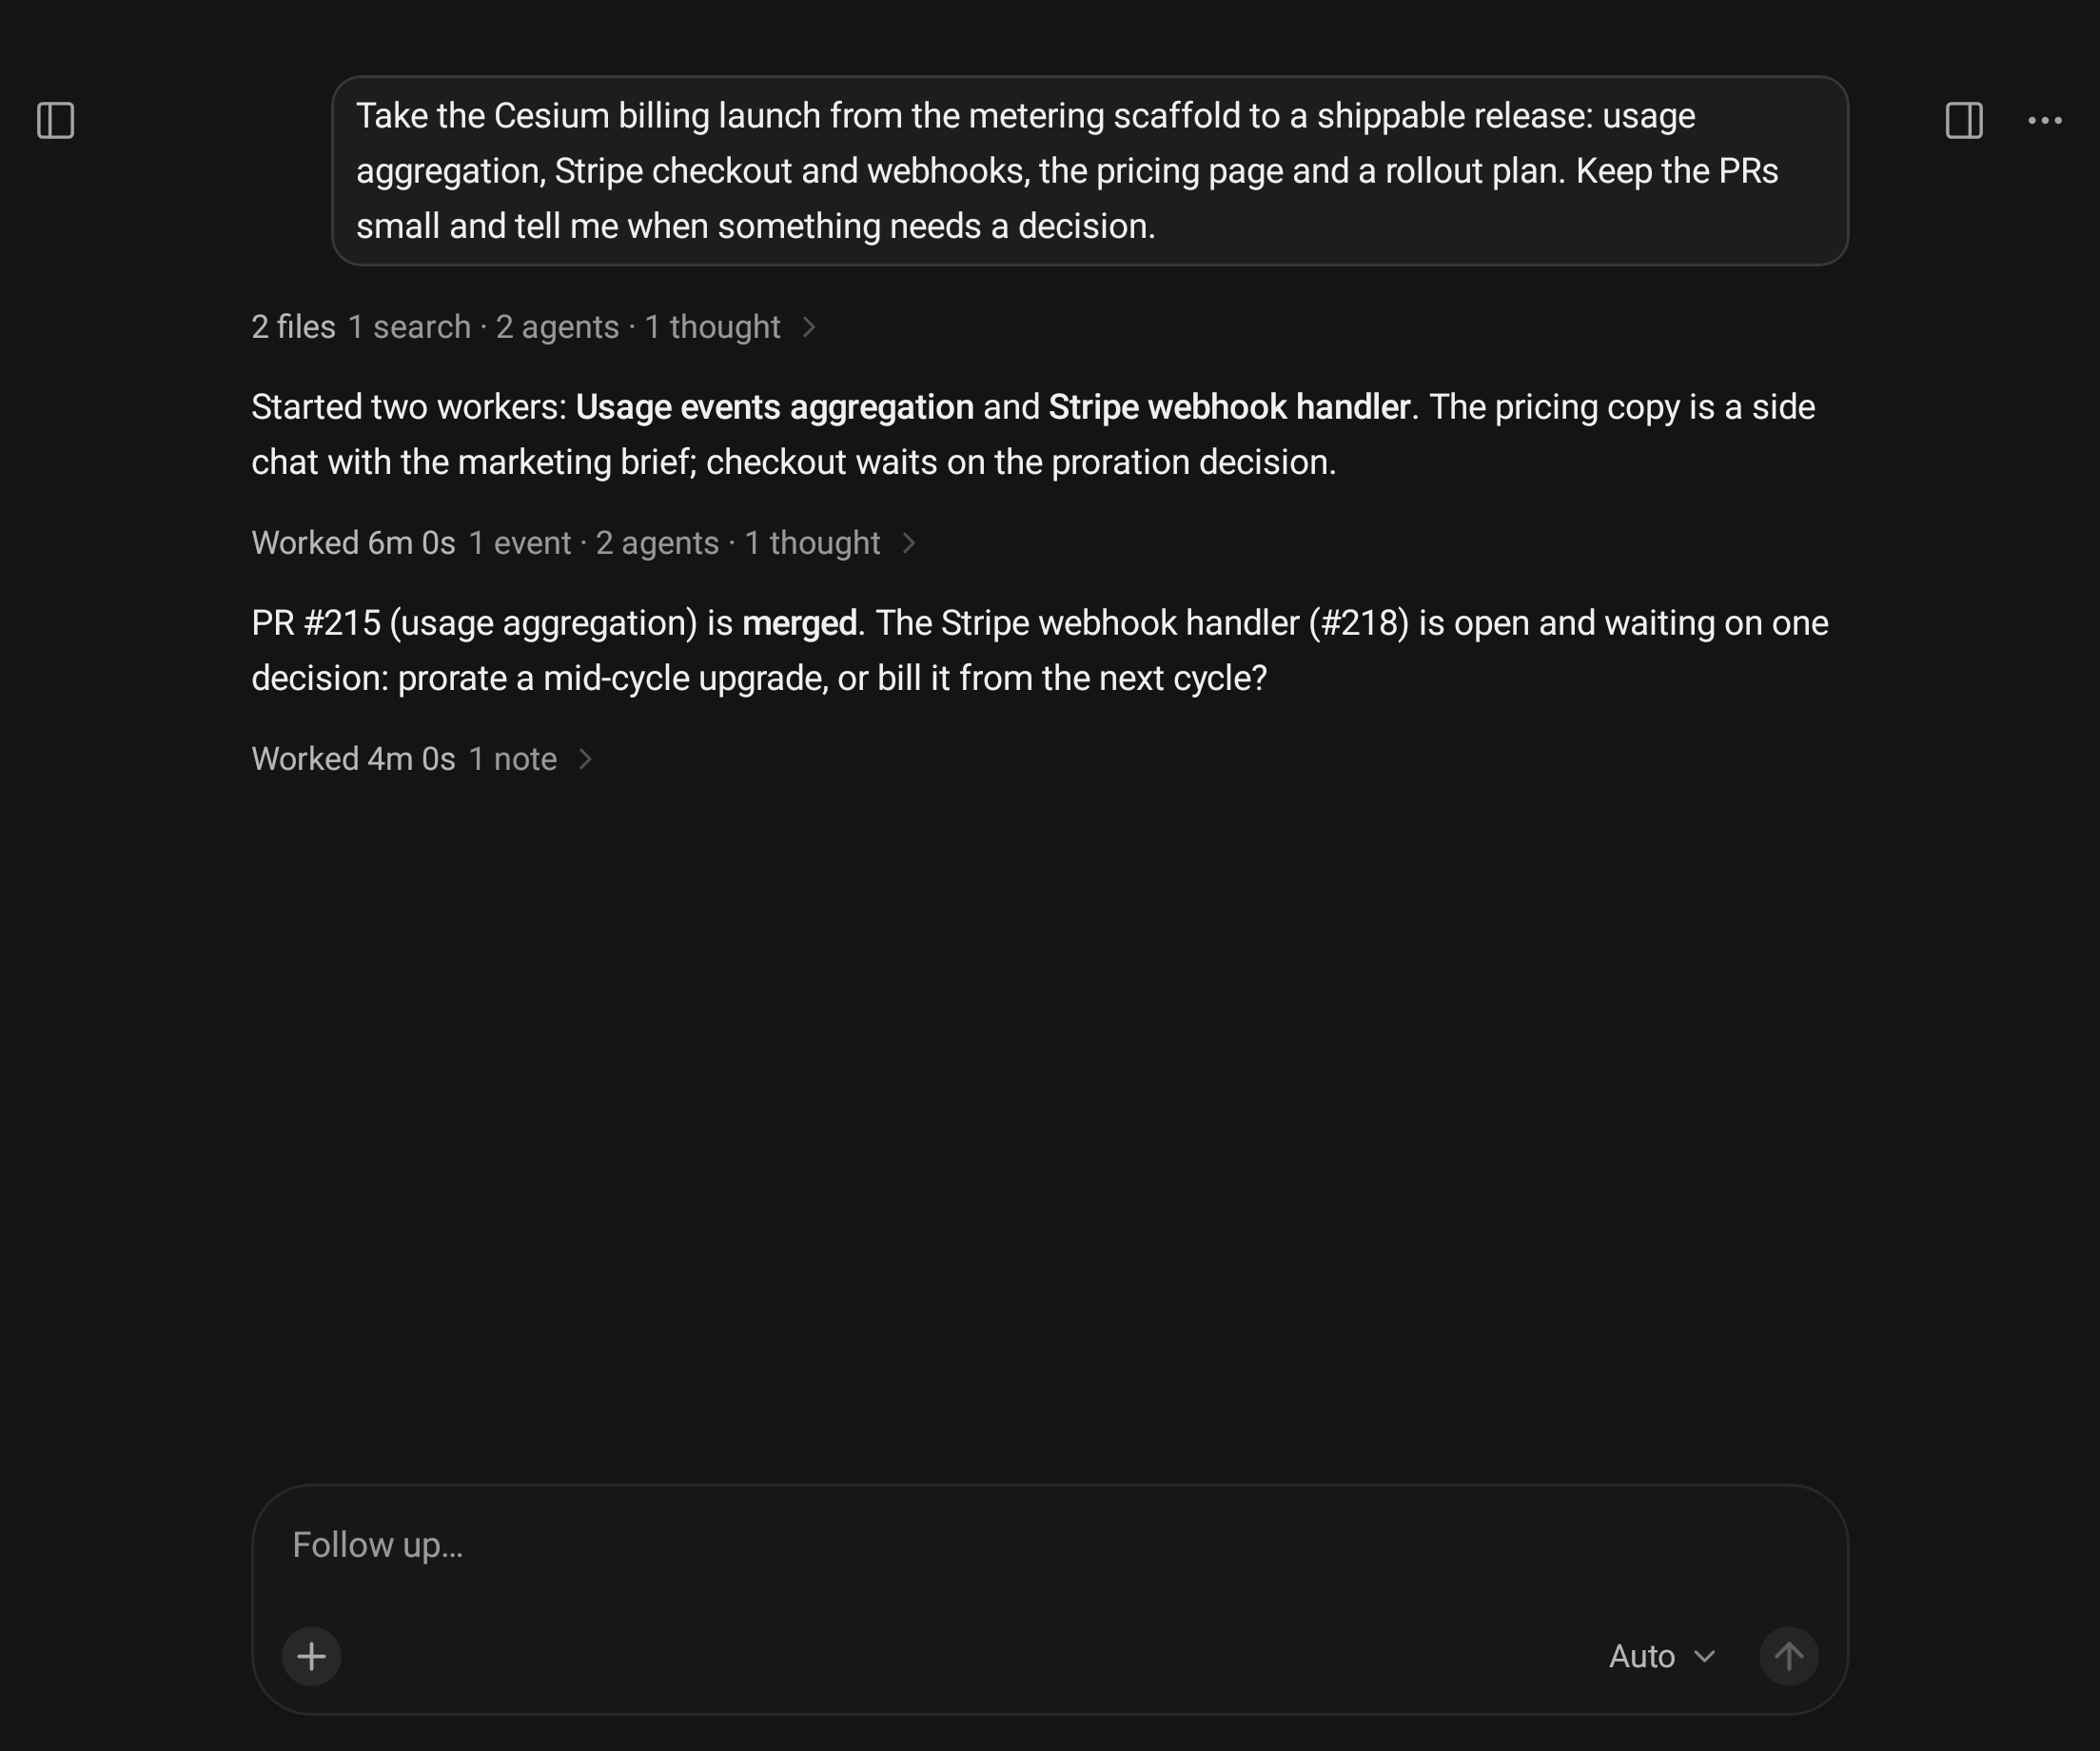 Take the Cesium billing launch from the metering scaffold to a shippable release: usage
aggregation, Stripe checkout and webhooks, the pricing page and a rollout plan. Keep the PRs
small and tell me when something needs a decision.
2 files 1 search · 2 agents · 1 thought
Started two workers: Usage events aggregation and Stripe webhook handler. The pricing copy is a side
chat with the marketing brief; checkout waits on the proration decision.
Worked 6m 0s 1 event · 2 agents · 1 thought
PR #215 (usage aggregation) is merged. The Stripe webhook handler (#218) is open and waiting on one
decision: prorate a mid-cycle upgrade, or bill it from the next cycle?
Worked 4m 0s 1 note
Follow up...
Auto